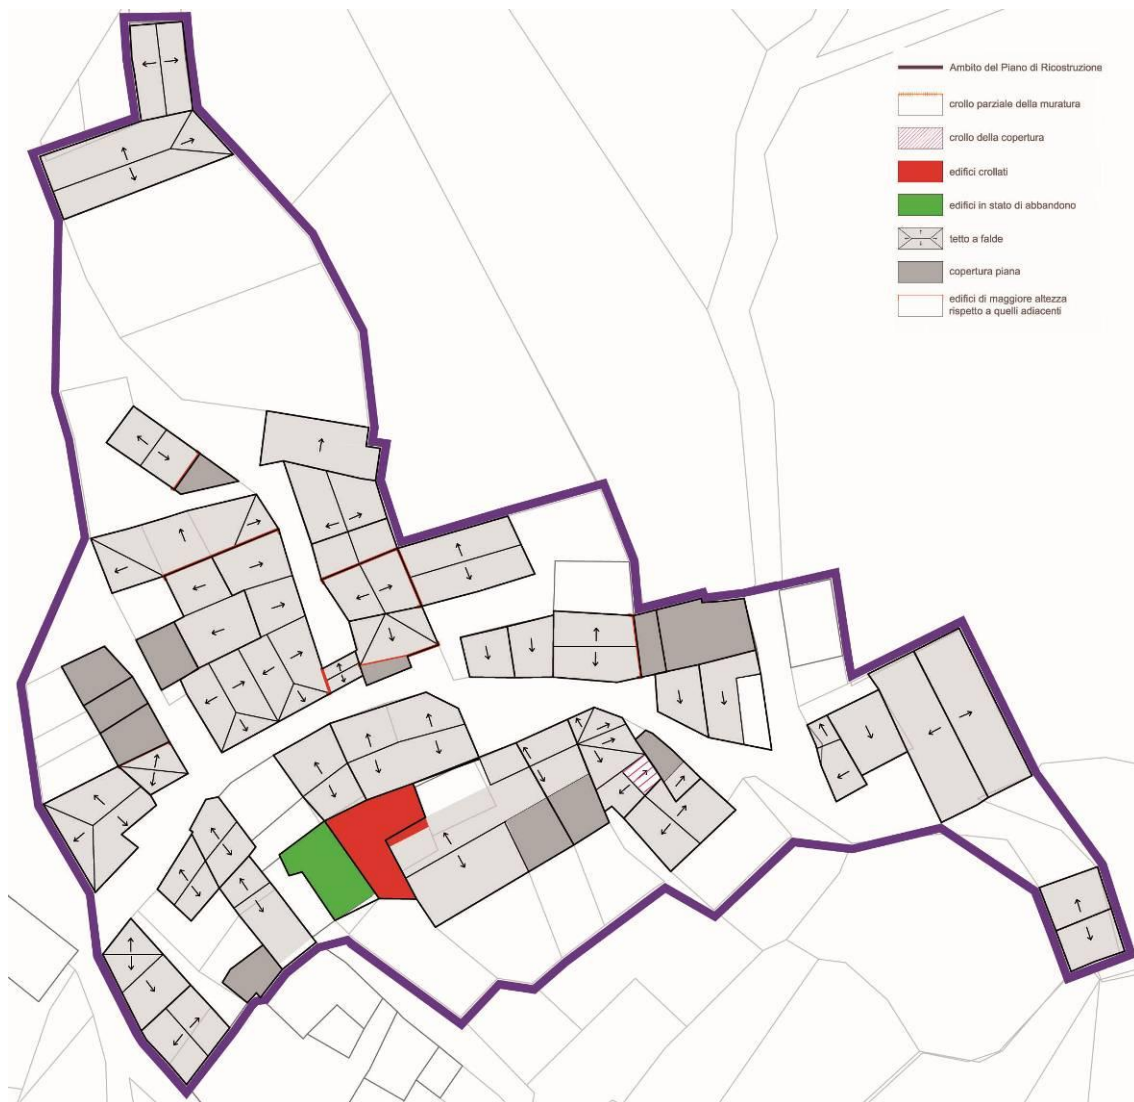 Ambito del Piano di Ricostruzione
crollo parziale della muratura
crollo della copertura
edifici crollati
edifici in stato di abbandono
tetto a falde
copertura piana
edifici di maggiore altezza
rispetto a quelli adiacenti